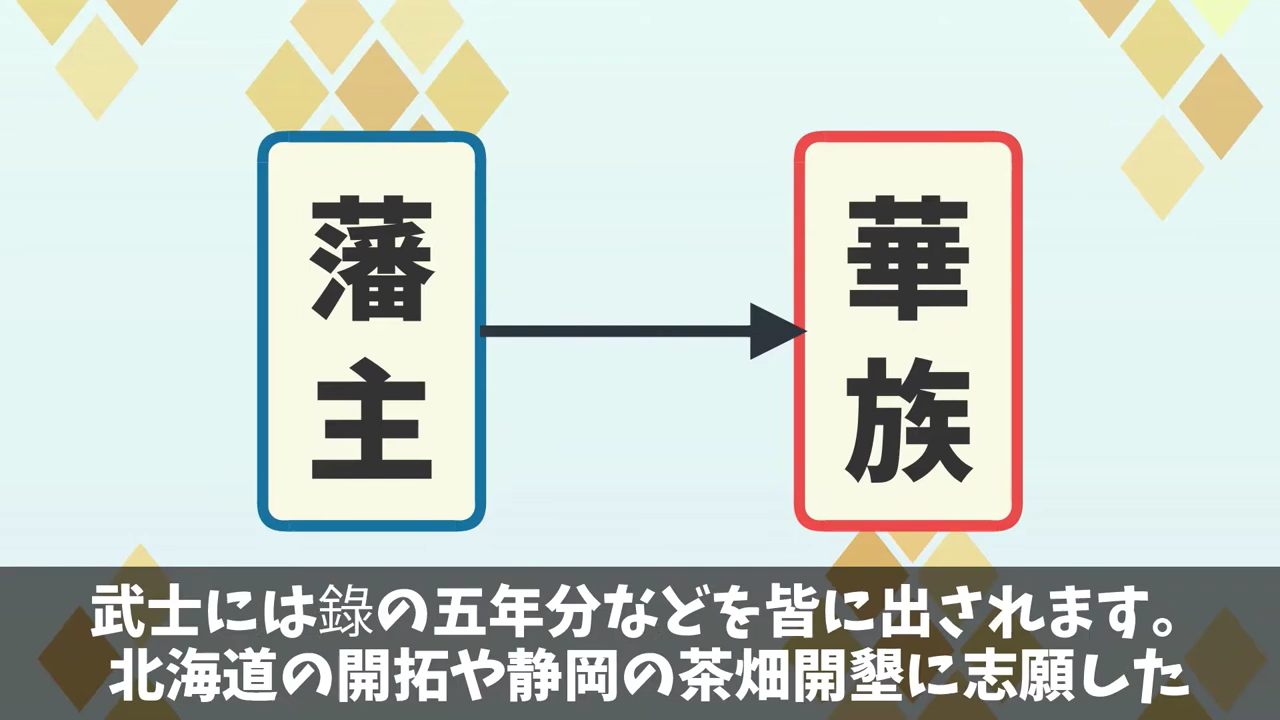 藩主
華族
武士には錄の五年分などを皆に出されます。
北海道の開拓や静岡の茶畑開墾に志願した